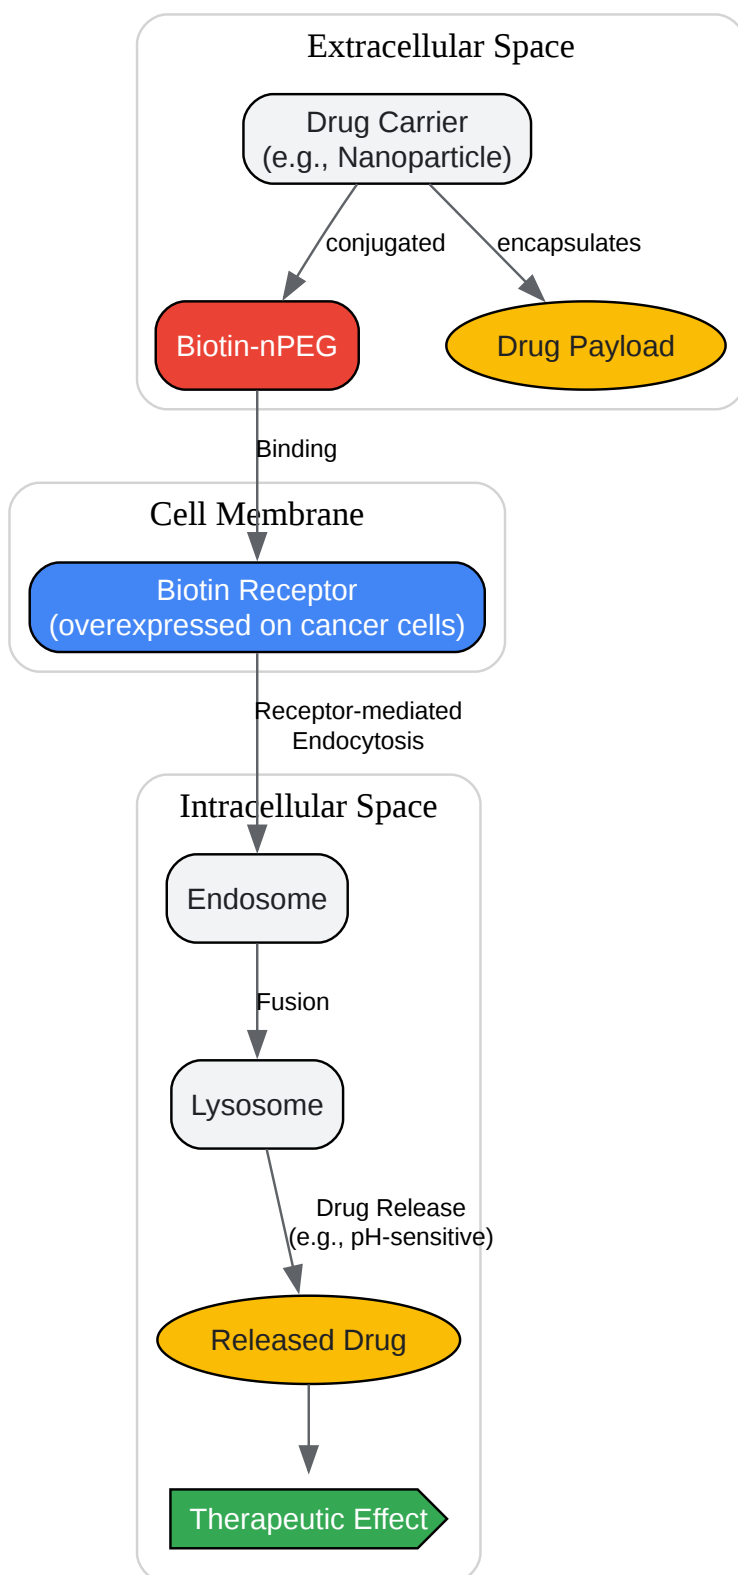 Extracellular Space
Drug Carrier
(e.g., Nanoparticle)
conjugated
encapsulates
Biotin-nPEG
Drug Payload
Binding
Cell Membrane
Biotin Receptor
(overexpressed on cancer cells)
Receptor-mediated
Endocytosis
Intracellular Space
Endosome
Fusion
Lysosome
Drug Release
(e.g., pH-sensitive)
Released Drug
Therapeutic Effect